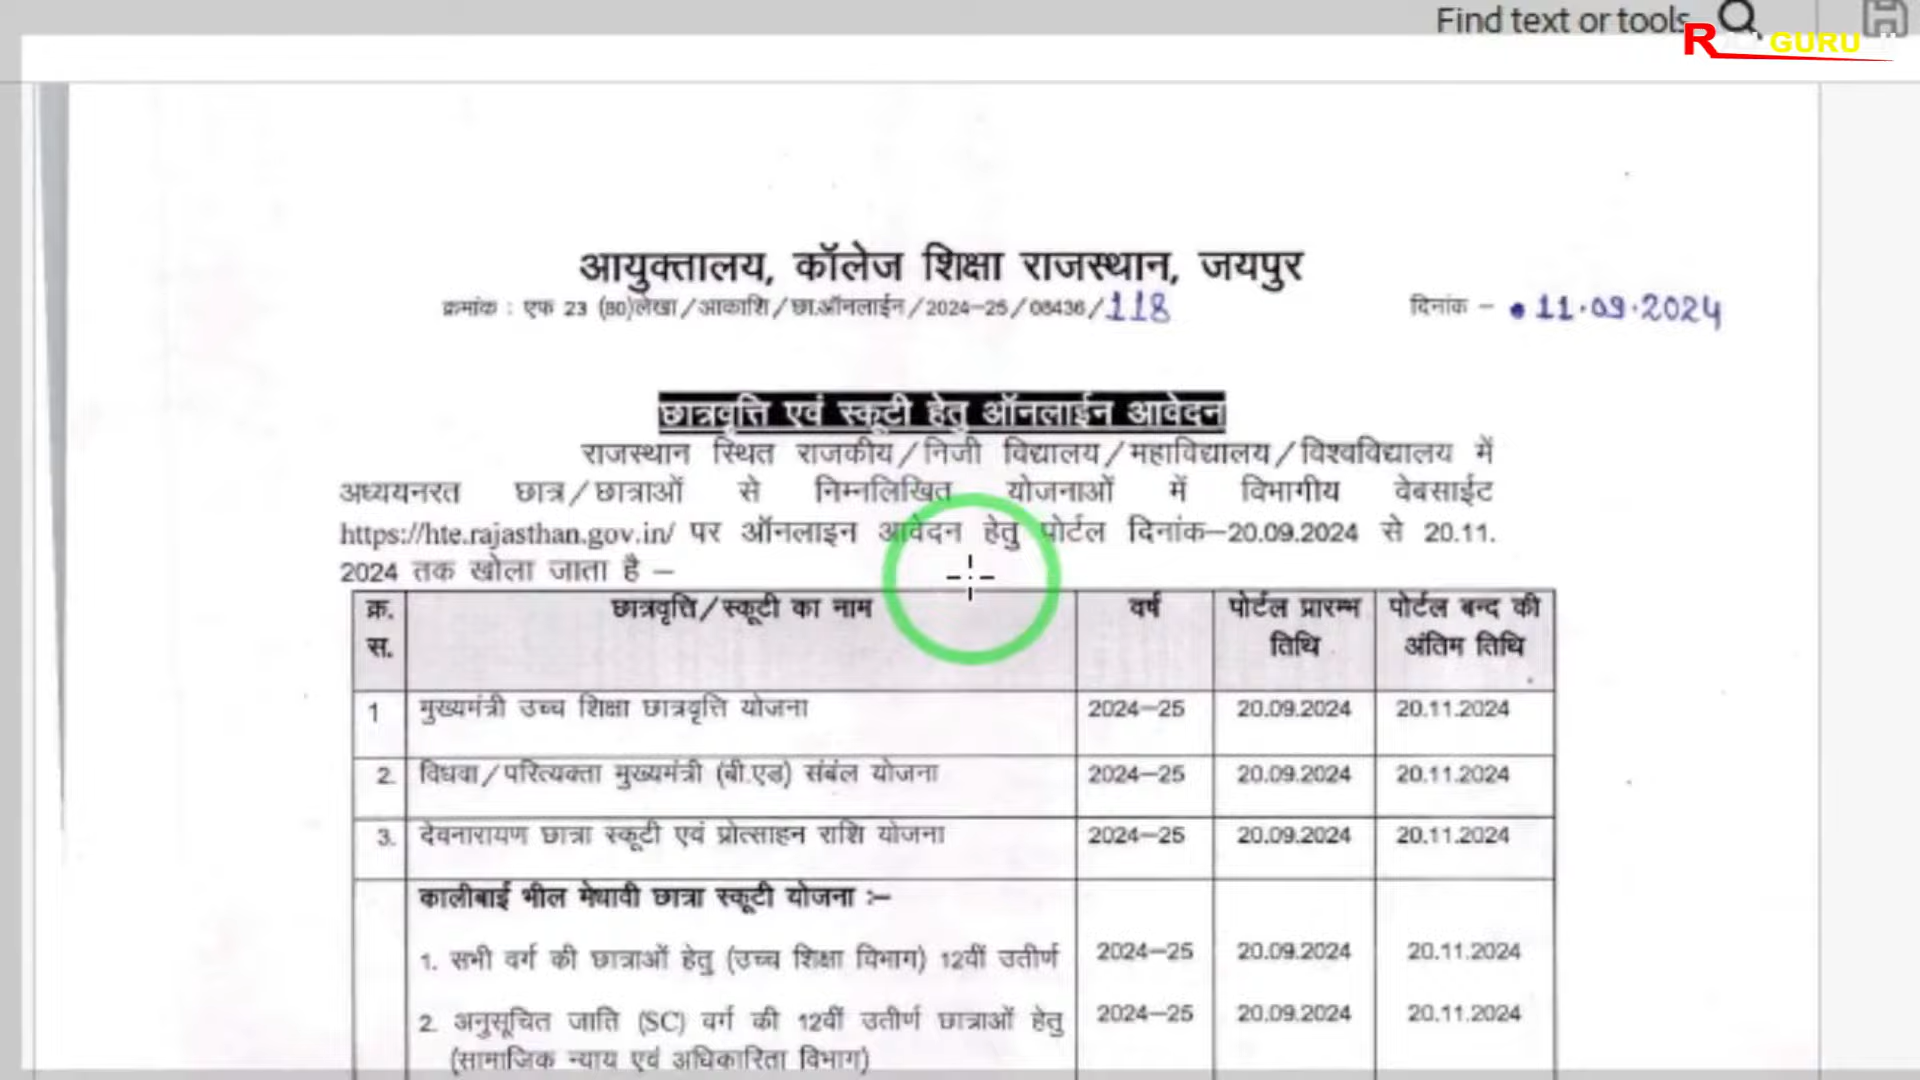 Find text or tools
R GURU
आयुक्तालय, कॉलेज शिक्षा राजस्थान, जयपुर
क्रमांक : एफ 23 (80)लेखा/आकाशि/छा.ऑनलाईन/2024–25/08436/118 दिनांक – 11.09.2024
छात्रवृत्ति एवं स्कूटी हेतु ऑनलाईन आवेदन
राजस्थान स्थित राजकीय/निजी विद्यालय/महाविद्यालय/विश्वविद्यालय में
अध्ययनरत छात्र/छात्राओं से निम्नलिखित योजनाओं में विभागीय वेबसाईट
https://hte.rajasthan.gov.in/ पर ऑनलाइन आवेदन हेतु पोर्टल दिनांक–20.09.2024 से 20.11.
2024 तक खोला जाता है –
क्र. छात्रवृत्ति/स्कूटी का नाम वर्ष पोर्टल प्रारम्भ पोर्टल बन्द की
स. तिथि अंतिम तिथि
1 मुख्यमंत्री उच्च शिक्षा छात्रवृत्ति योजना 2024–25 20.09.2024 20.11.2024
2. विधवा/परित्यक्ता मुख्यमंत्री (बी.एड) संबंल योजना 2024–25 20.09.2024 20.11.2024
3. देवनारायण छात्रा स्कूटी एवं प्रोत्साहन राशि योजना 2024–25 20.09.2024 20.11.2024
कालीबाई भील मेधावी छात्रा स्कूटी योजना :–
1. सभी वर्ग की छात्राओं हेतु (उच्च शिक्षा विभाग) 12वीं उतीर्ण 2024–25 20.09.2024 20.11.2024
2. अनुसूचित जाति (SC) वर्ग की 12वीं उतीर्ण छात्राओं हेतु 2024–25 20.09.2024 20.11.2024
(सामाजिक न्याय एवं अधिकारिता विभाग)